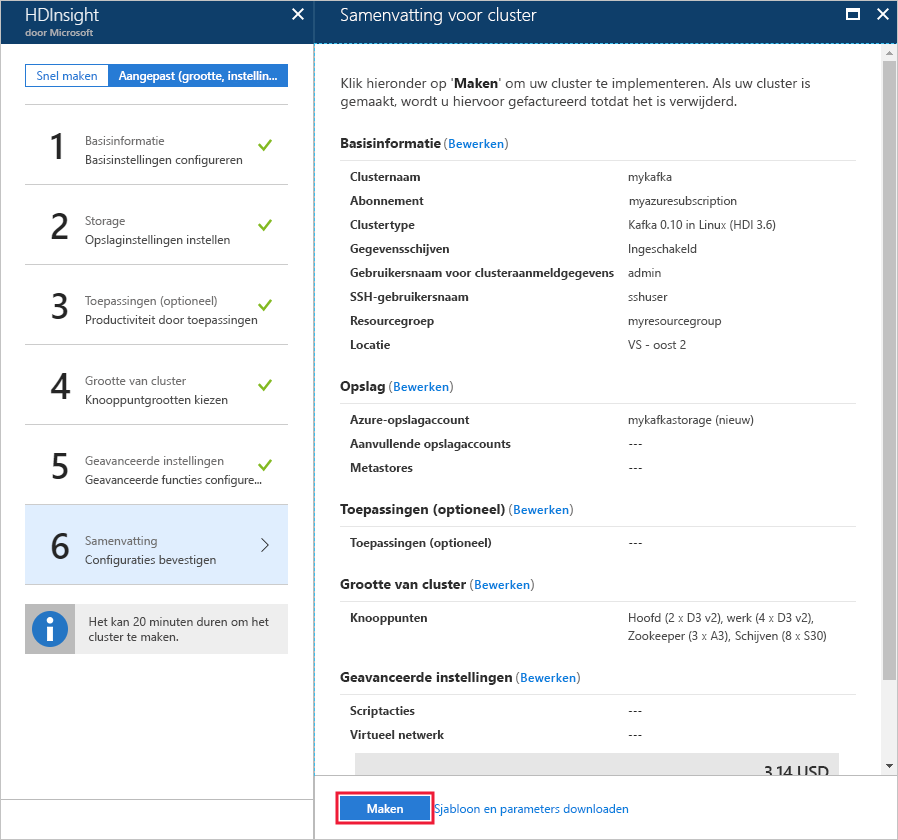 HDInsight
door Microsoft
Snel maken
Aangepast (grootte, instellin...
1
Basisinformatie
Basisinstellingen configureren
2
Storage
Opslaginstellingen instellen
3
Toepassingen (optioneel)
Productiviteit door toepassingen
4
Grootte van cluster
Knooppuntgrootten kiezen
5
Geavanceerde instellingen
Geavanceerde functies configure...
6
Samenvatting
Configuraties bevestigen
Het kan 20 minuten duren om het
cluster te maken.
Samenvatting voor cluster
Klik hieronder op 'Maken' om uw cluster te implementeren. Als uw cluster is
gemaakt, wordt u hiervoor gefactureerd totdat het is verwijderd.
Basisinformatie (Bewerken)
Clusternaam mykafka
Abonnement myazuresubscription
Clustertype Kafka 0.10 in Linux (HDI 3.6)
Gegevensschijven Ingeschakeld
Gebruikersnaam voor clusteraanmeldgegevens admin
SSH-gebruikersnaam sshuser
Resourcegroep myresourcegroup
Locatie VS - oost 2
Opslag (Bewerken)
Azure-opslagaccount mykafkastorage (nieuw)
Aanvullende opslagaccounts ---
Metastores ---
Toepassingen (optioneel) (Bewerken)
Toepassingen (optioneel) ---
Grootte van cluster (Bewerken)
Knooppunten Hoofd (2 x D3 v2), werk (4 x D3 v2),
Zookeeper (3 x A3), Schijven (8 x S30)
Geavanceerde instellingen (Bewerken)
Scriptacties ---
Virtueel netwerk ---
3.14 USD
Maken
Sjabloon en parameters downloaden